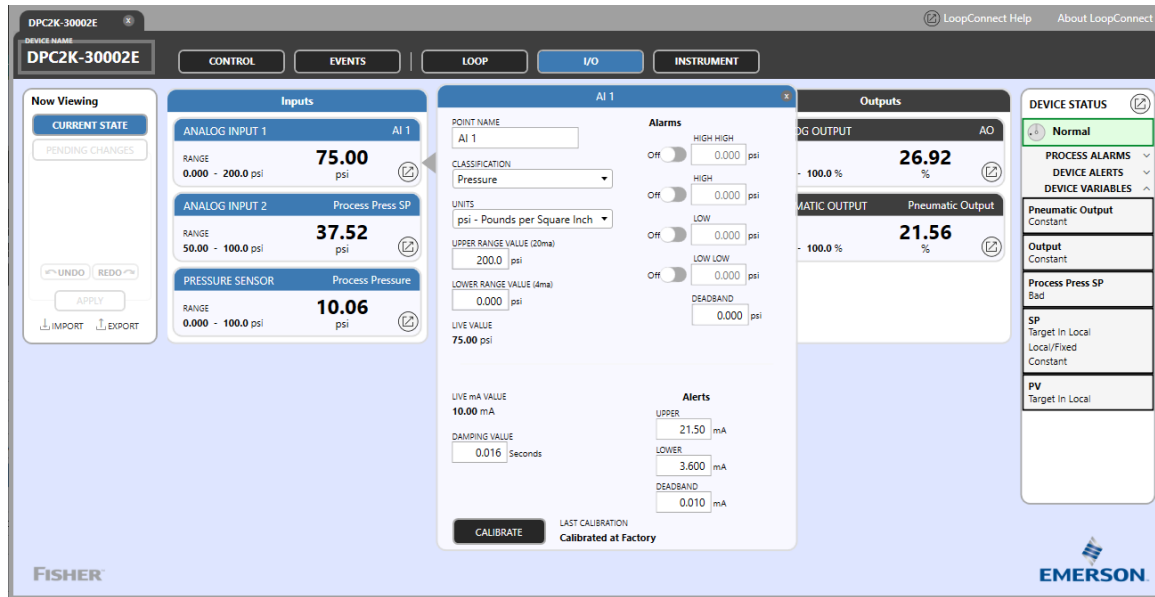 DPC2K-30002E x
LoopConnect Help About LoopConnect
DEVICE NAME
DPC2K-30002E
CONTROL EVENTS LOOP I/O INSTRUMENT
Now Viewing
CURRENT STATE
PENDING CHANGES
UNDO REDO
APPLY
IMPORT EXPORT
Inputs
ANALOG INPUT 1 AI 1
RANGE
0.000 - 200.0 psi
75.00
psi
ANALOG INPUT 2 Process Press SP
RANGE
50.00 - 100.0 psi
37.52
psi
PRESSURE SENSOR Process Pressure
RANGE
0.000 - 100.0 psi
10.06
psi
AI 1 x
POINT NAME
AI 1
CLASSIFICATION
Pressure
UNITS
psi - Pounds per Square Inch
UPPER RANGE VALUE (20ma)
200.0 psi
LOWER RANGE VALUE (4ma)
0.000 psi
LIVE VALUE
75.00 psi
LIVE mA VALUE
10.00 mA
DAMPING VALUE
0.016 Seconds
Alarms
HIGH HIGH
Off 0.000 psi
HIGH
Off 0.000 psi
LOW
Off 0.000 psi
LOW LOW
Off 0.000 psi
DEADBAND
0.000 psi
Alerts
UPPER
21.50 mA
LOWER
3.600 mA
DEADBAND
0.010 mA
CALIBRATE
LAST CALIBRATION
Calibrated at Factory
Outputs
OG OUTPUT AO
- 100.0 %
26.92
%
MATIC OUTPUT Pneumatic Output
- 100.0 %
21.56
%
DEVICE STATUS
Normal
PROCESS ALARMS
DEVICE ALERTS
DEVICE VARIABLES
Pneumatic Output
Constant
Output
Constant
Process Press SP
Bad
SP
Target In Local
Local/Fixed
Constant
PV
Target In Local
FISHER
EMERSON